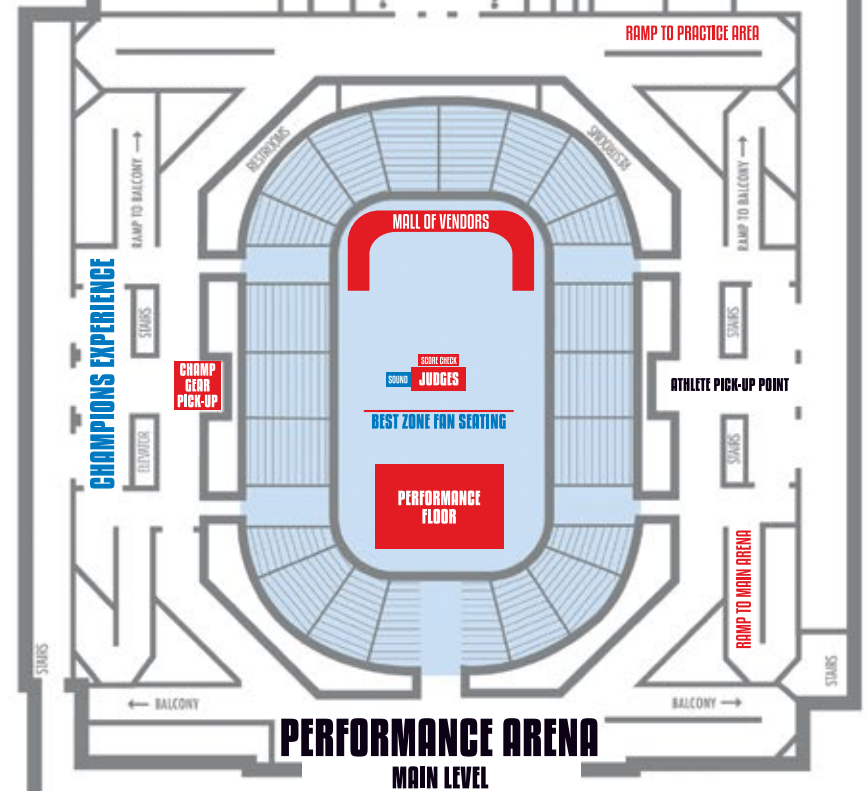 RAMP TO PRACTICE AREA
RESTROOMS
RESTROOMS
RAMP TO BALCONY →
RAMP TO BALCONY →
MALL OF VENDORS
CHAMPIONS EXPERIENCE
STAIRS
STAIRS
SCORE CHECK
SOUND
JUDGES
CHAMP
GEAR
PICK-UP
ATHLETE PICK-UP POINT
BEST ZONE FAN SEATING
ELEVATOR
STAIRS
PERFORMANCE
FLOOR
RAMP TO MAIN ARENA
STAIRS
STAIRS
← BALCONY
BALCONY →
PERFORMANCE ARENA
MAIN LEVEL